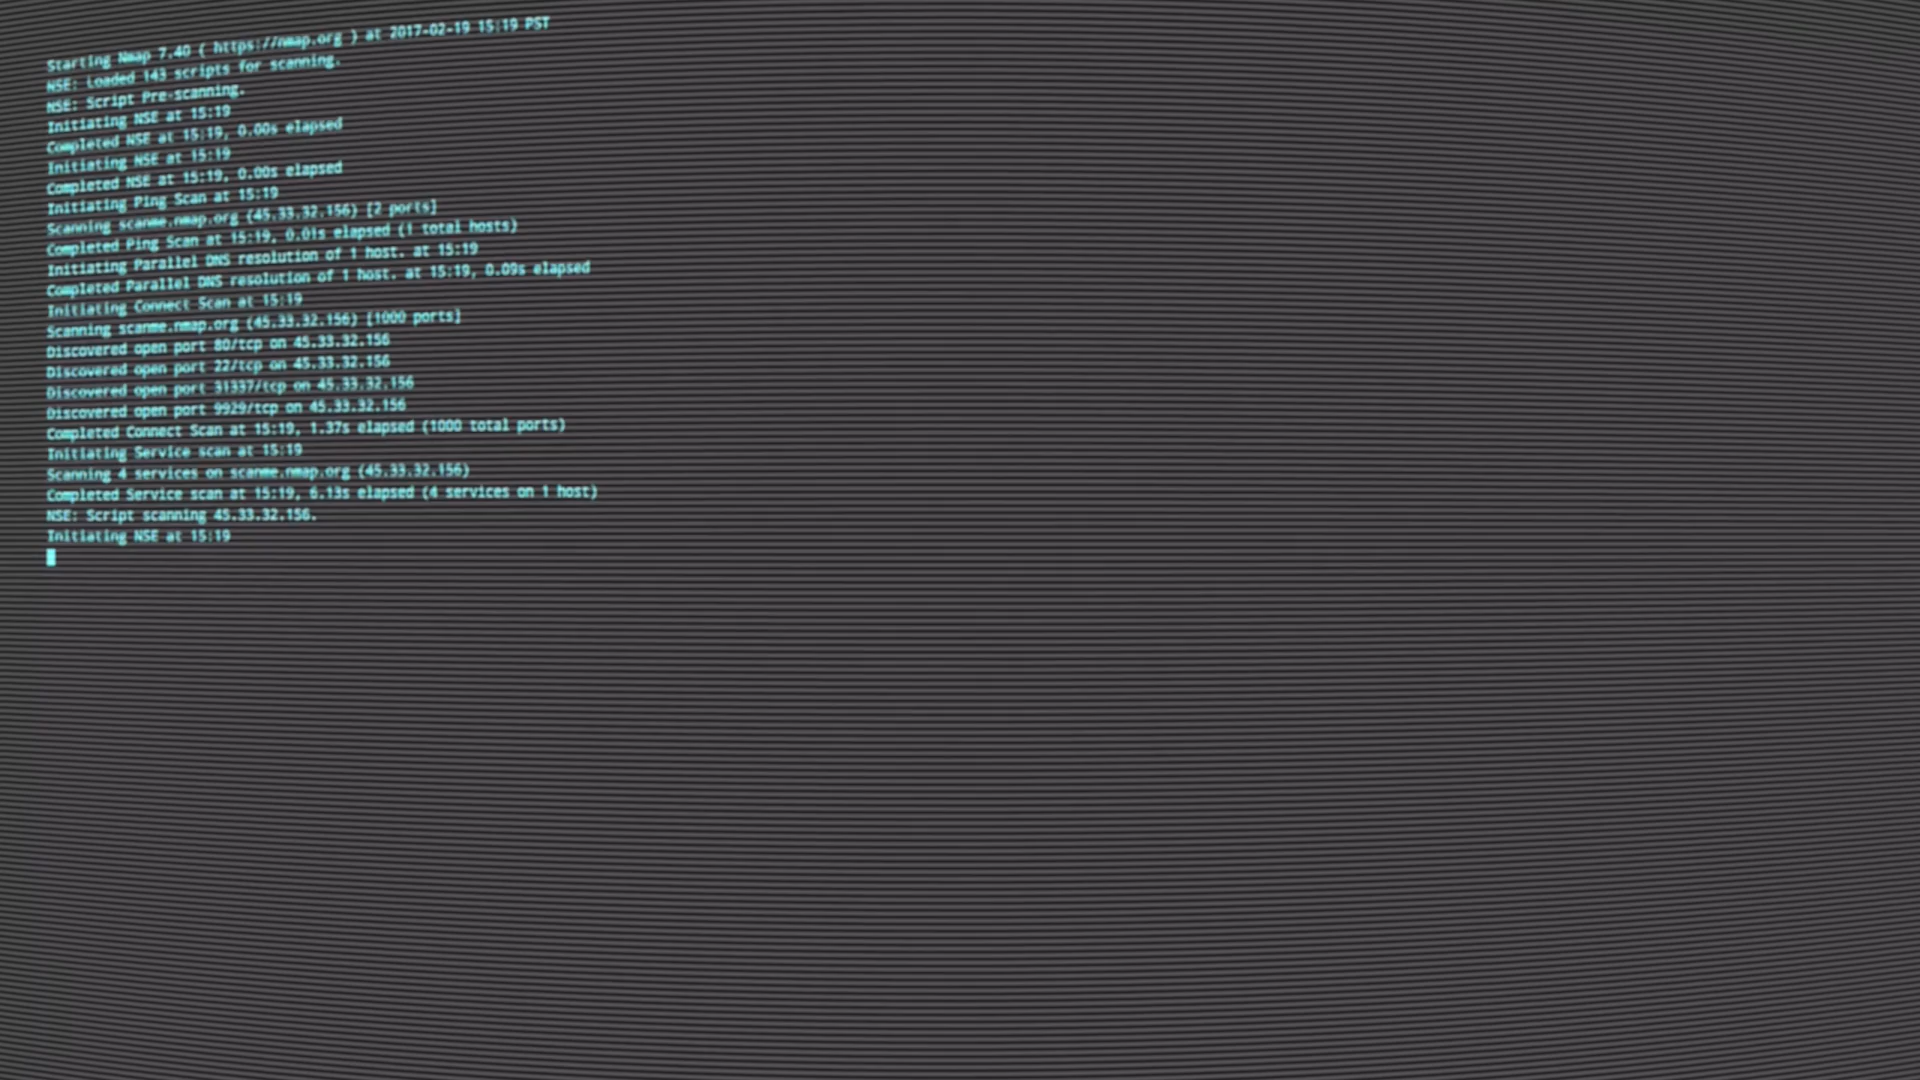 Starting Nmap 7.40 ( https://nmap.org ) at 2017-02-19 15:19 PST
NSE: Loaded 143 scripts for scanning.
NSE: Script Pre-scanning.
Initiating NSE at 15:19
Completed NSE at 15:19, 0.00s elapsed
Initiating NSE at 15:19
Completed NSE at 15:19, 0.00s elapsed
Initiating Ping Scan at 15:19
Scanning scanme.nmap.org (45.33.32.156) [2 ports]
Completed Ping Scan at 15:19, 0.01s elapsed (1 total hosts)
Initiating Parallel DNS resolution of 1 host. at 15:19
Completed Parallel DNS resolution of 1 host. at 15:19, 0.09s elapsed
Initiating Connect Scan at 15:19
Scanning scanme.nmap.org (45.33.32.156) [1000 ports]
Discovered open port 80/tcp on 45.33.32.156
Discovered open port 22/tcp on 45.33.32.156
Discovered open port 31337/tcp on 45.33.32.156
Discovered open port 9929/tcp on 45.33.32.156
Completed Connect Scan at 15:19, 1.37s elapsed (1000 total ports)
Initiating Service scan at 15:19
Scanning 4 services on scanme.nmap.org (45.33.32.156)
Completed Service scan at 15:19, 6.13s elapsed (4 services on 1 host)
NSE: Script scanning 45.33.32.156.
Initiating NSE at 15:19